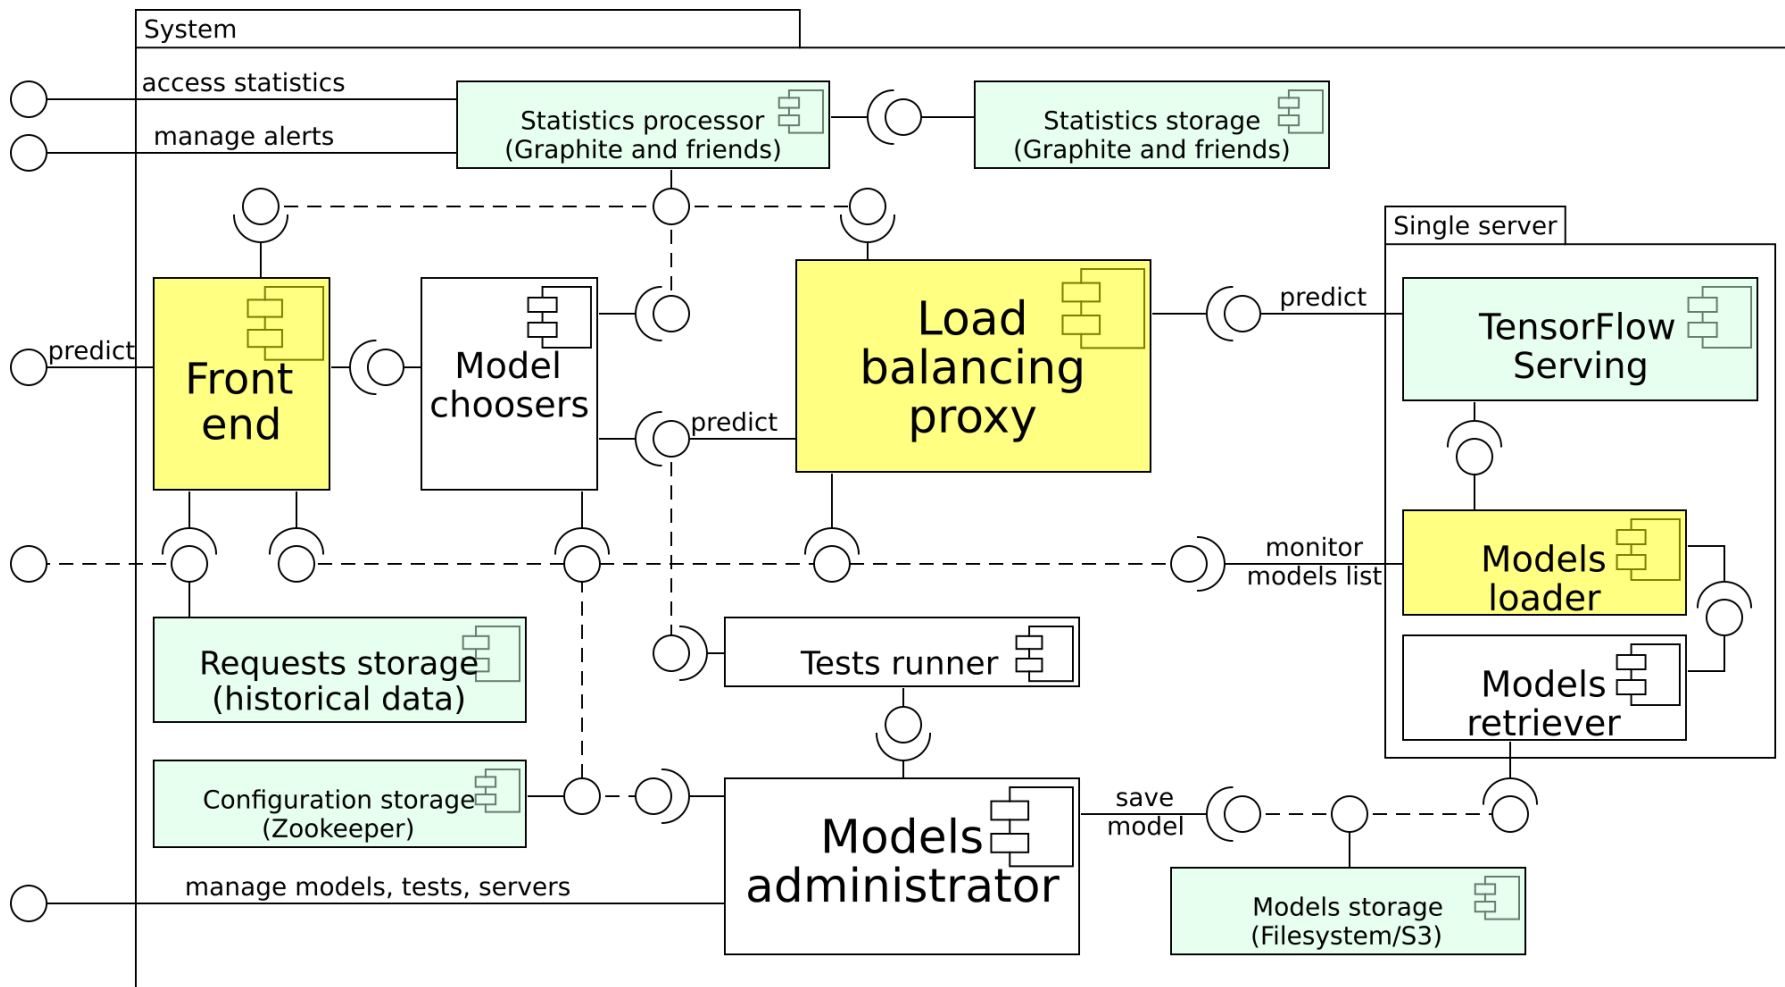 System
access statistics
manage alerts
Statistics processor
(Graphite and friends)
Statistics storage
(Graphite and friends)
Single server
predict
Front
end
Model
choosers
predict
Load
balancing
proxy
predict
TensorFlow
Serving
monitor
models list
Models
loader
Models
retriever
Requests storage
(historical data)
Tests runner
Configuration storage
(Zookeeper)
Models
administrator
save
model
manage models, tests, servers
Models storage
(Filesystem/S3)